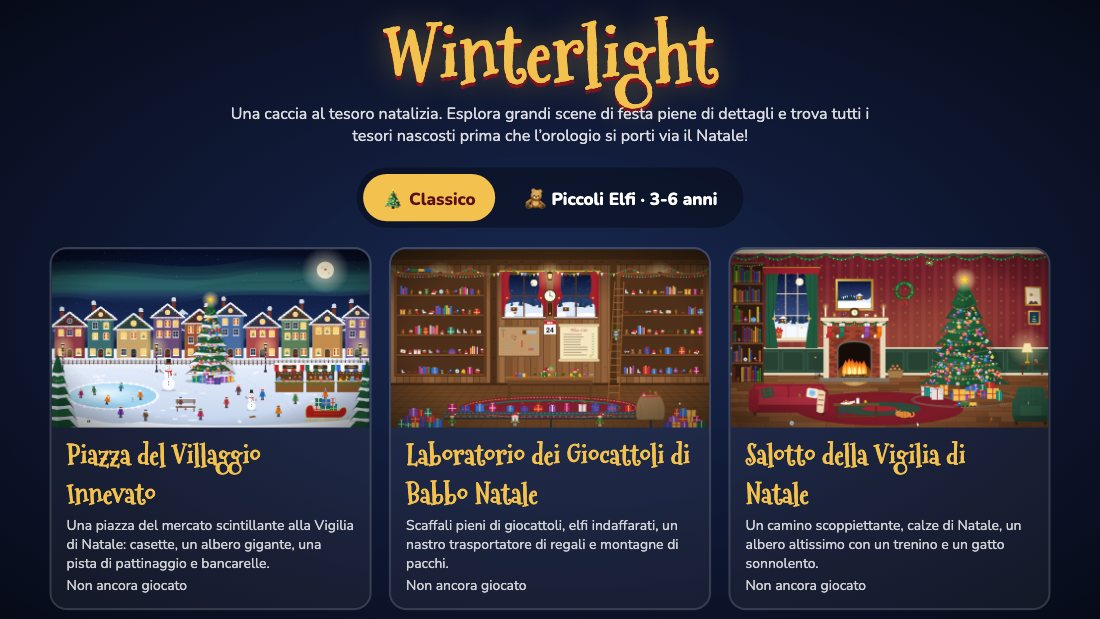 Winterlight
Una caccia al tesoro natalizia. Esplora grandi scene di festa piene di dettagli e trova tutti i
tesori nascosti prima che l'orologio si porti via il Natale!
Classico
Piccoli Elfi · 3-6 anni
24
Piazza del Villaggio
Innevato
Una piazza del mercato scintillante alla Vigilia
di Natale: casette, un albero gigante, una
pista di pattinaggio e bancarelle.
Non ancora giocato
Laboratorio dei Giocattoli di
Babbo Natale
Scaffali pieni di giocattoli, elfi indaffarati, un
nastro trasportatore di regali e montagne di
pacchi.
Non ancora giocato
Salotto della Vigilia di
Natale
Un camino scoppiettante, calze di Natale, un
albero altissimo con un trenino e un gatto
sonnolento.
Non ancora giocato